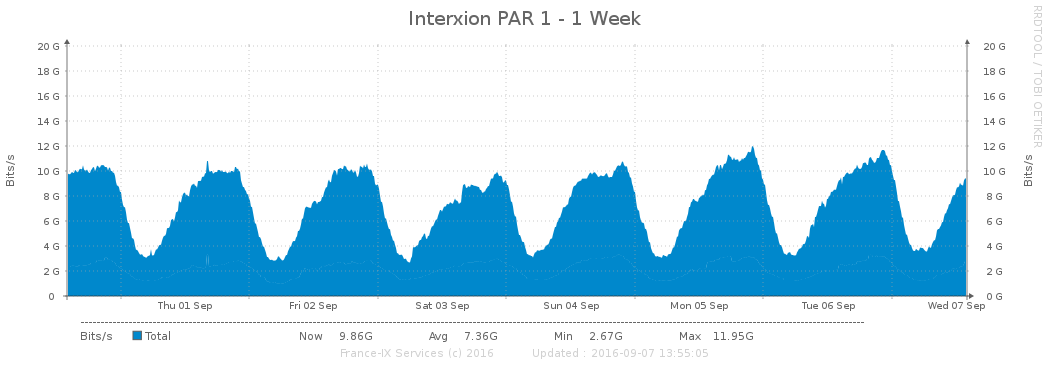 Interxion PAR 1 - 1 Week
RRDTOOL / TOBI OETIKER
Bits/s
Bits/s
20 G 20 G
18 G 18 G
16 G 16 G
14 G 14 G
12 G 12 G
10 G 10 G
8 G 8 G
6 G 6 G
4 G 4 G
2 G 2 G
0 0 G
Thu 01 Sep Fri 02 Sep Sat 03 Sep Sun 04 Sep Mon 05 Sep Tue 06 Sep Wed 07 Sep
Bits/s Total Now 9.86G Avg 7.36G Min 2.67G Max 11.95G
France-IX Services (c) 2016 Updated : 2016-09-07 13:55:05